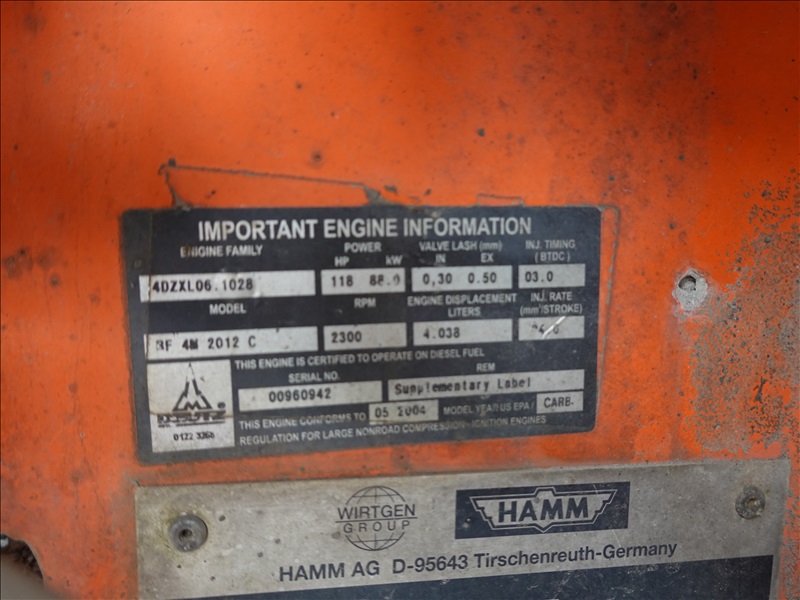 IMPORTANT ENGINE INFORMATION
ENGINE FAMILY POWER VALVE LASH (mm) INJ. TIMING
HP kW IN EX (BTDC)
4DZXL06.1028 118 88.0 0,30 0.50 03.0
MODEL RPM ENGINE DISPLACEMENT INJ. RATE
LITERS (mm³/STROKE)
BF 4M 2012 C 2300 4.038
THIS ENGINE IS CERTIFIED TO OPERATE ON DIESEL FUEL
SERIAL NO. REM
00960942 Supplementary Label
THIS ENGINE CONFORMS TO 05 2004 MODEL YEAR US EPA / CARB-
REGULATION FOR LARGE NONROAD COMPRESSION-IGNITION ENGINES
DEUTZ
0122 3260
WIRTGEN
GROUP
HAMM
HAMM AG D-95643 Tirschenreuth-Germany